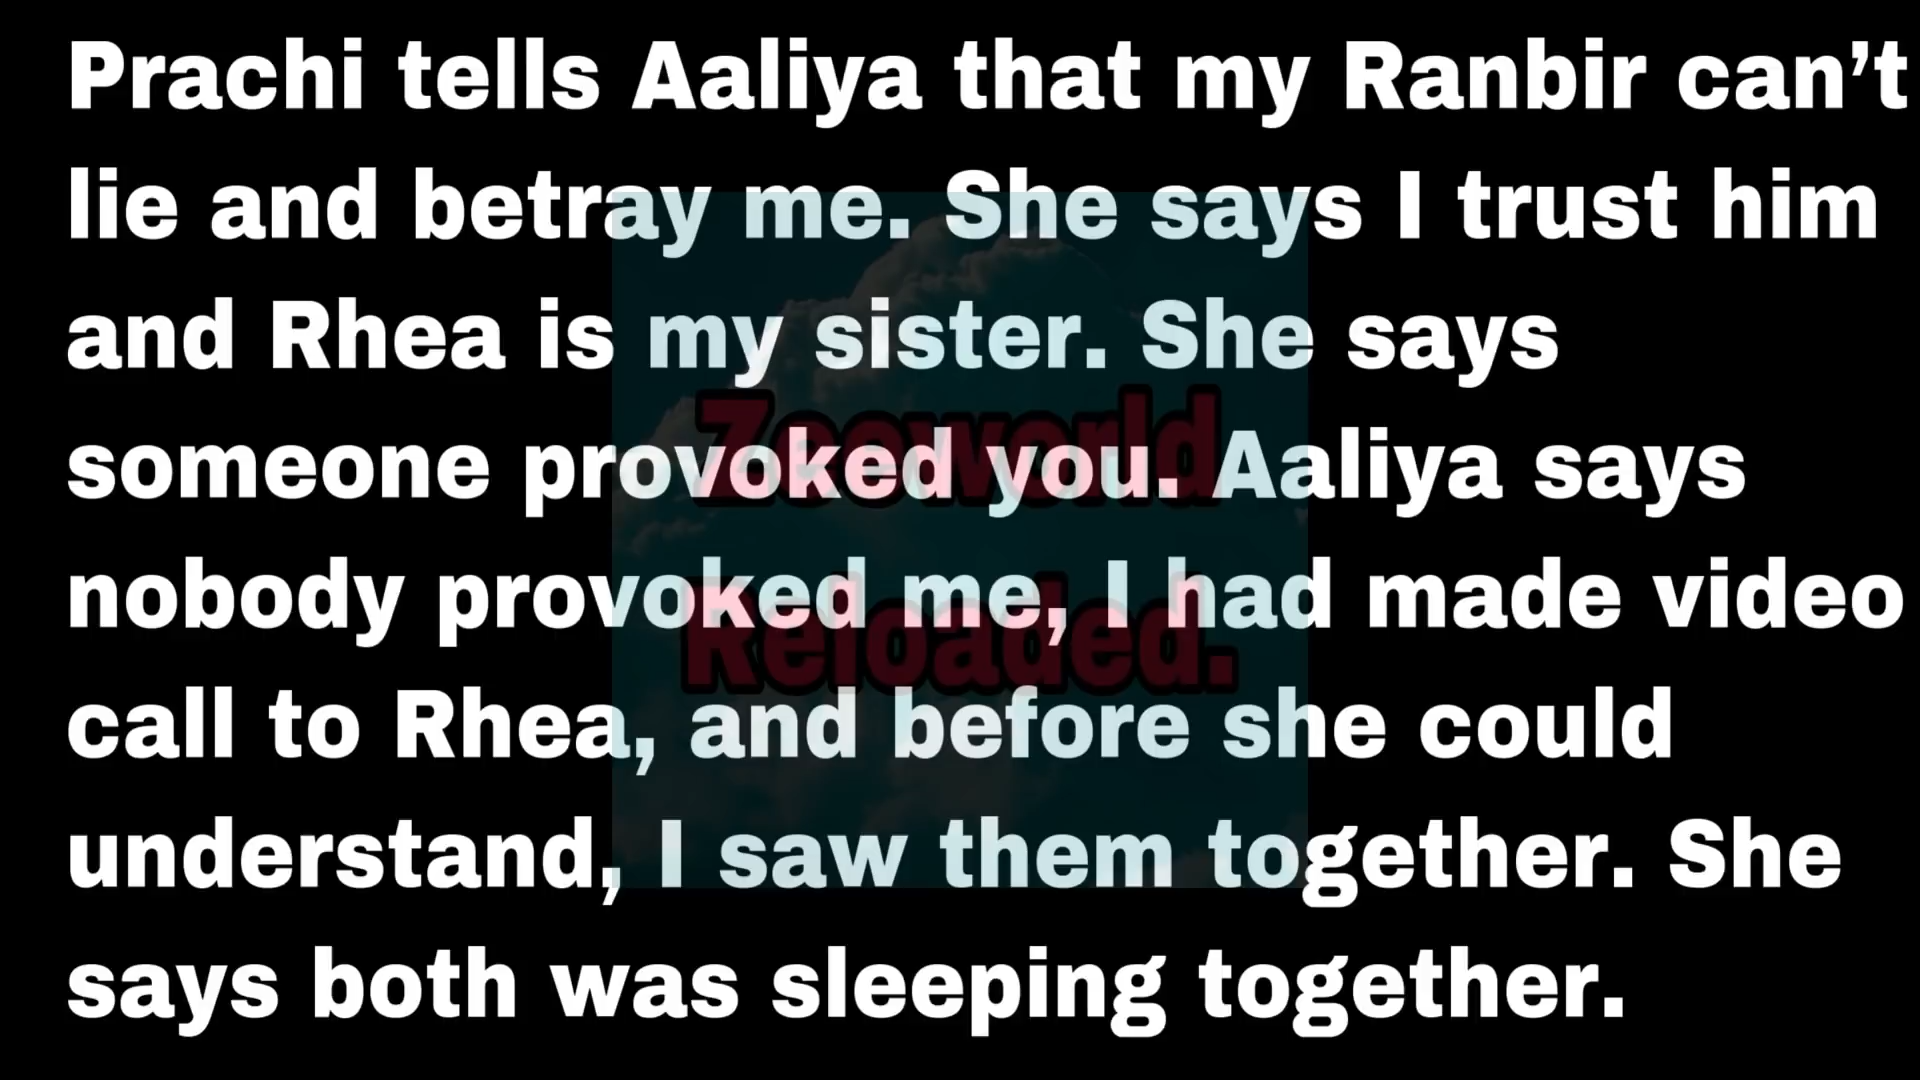 Prachi tells Aaliya that my Ranbir can’t
lie and betray me. She says I trust him
and Rhea is my sister. She says
someone provoked you. Aaliya says
nobody provoked me, I had made video
call to Rhea, and before she could
understand, I saw them together. She
says both was sleeping together.
Zeeworld
Reloaded.